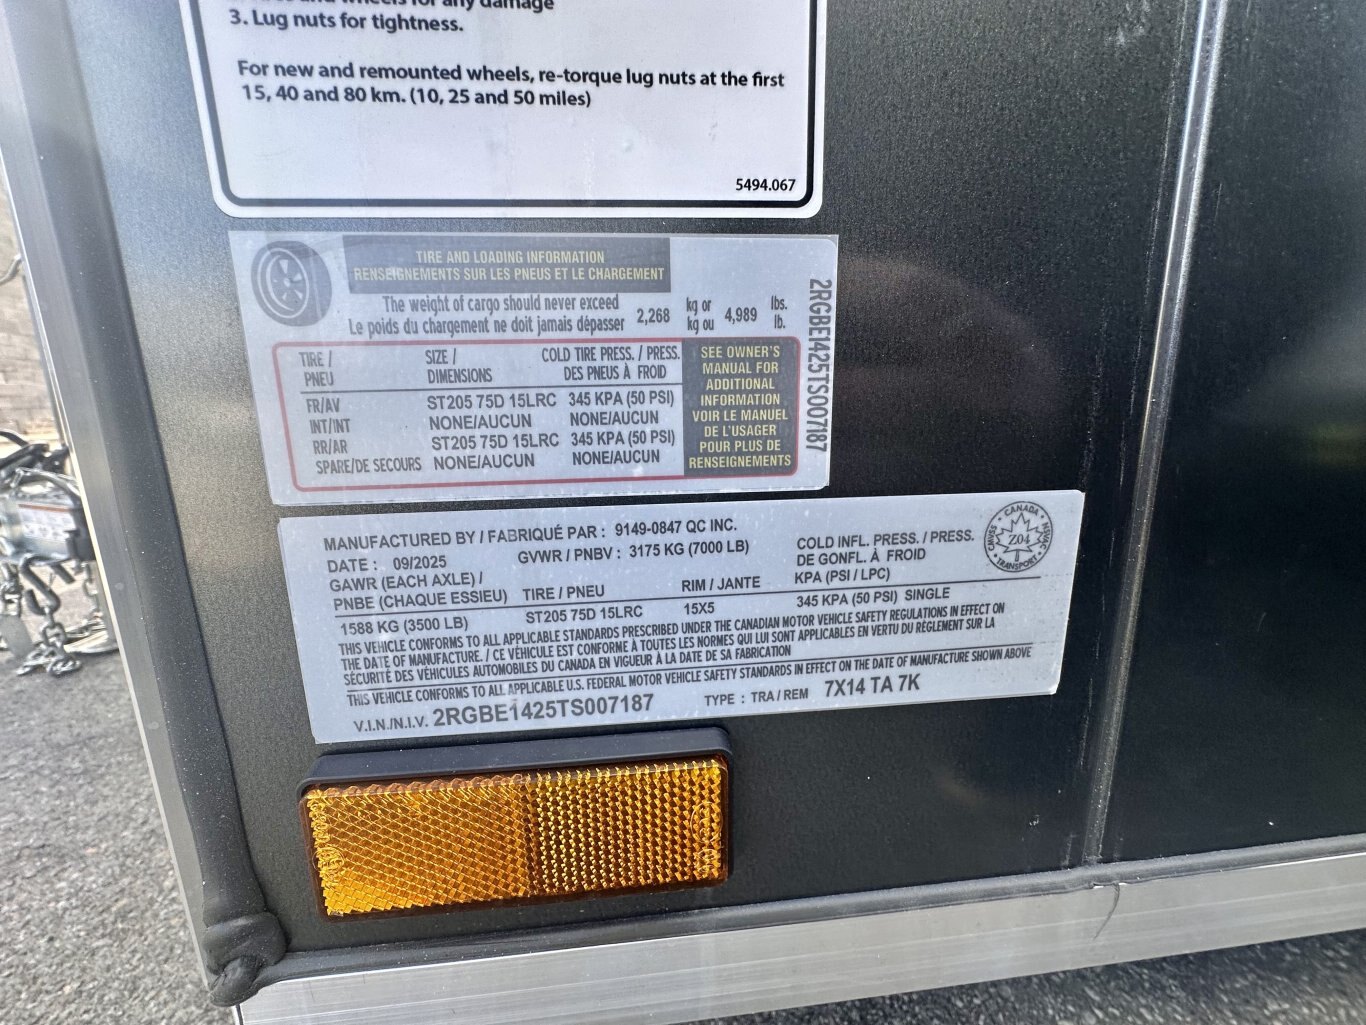 and wheels for any damage
3. Lug nuts for tightness.
For new and remounted wheels, re-torque lug nuts at the first
15, 40 and 80 km. (10, 25 and 50 miles)
5494.067
TIRE AND LOADING INFORMATION
RENSEIGNEMENTS SUR LES PNEUS ET LE CHARGEMENT
The weight of cargo should never exceed
Le poids du chargement ne doit jamais dépasser
2,268 kg or kg ou 4,989 lbs. lb.
TIRE / PNEU SIZE / DIMENSIONS COLD TIRE PRESS. / PRESS. DES PNEUS À FROID
FR/AV ST205 75D 15LRC 345 KPA (50 PSI)
INT/INT NONE/AUCUN NONE/AUCUN
RR/AR ST205 75D 15LRC 345 KPA (50 PSI)
SPARE/DE SECOURS NONE/AUCUN NONE/AUCUN
SEE OWNER'S
MANUAL FOR
ADDITIONAL
INFORMATION
VOIR LE MANUEL
DE L'USAGER
POUR PLUS DE
RENSEIGNEMENTS
2RGBE1425TS007187
MANUFACTURED BY / FABRIQUÉ PAR : 9149-0847 QC INC.
DATE : 09/2025 GVWR / PNBV : 3175 KG (7000 LB)
GAWR (EACH AXLE) /
PNBE (CHAQUE ESSIEU) TIRE / PNEU RIM / JANTE
COLD INFL. PRESS. / PRESS.
DE GONFL. À FROID
KPA (PSI / LPC)
1588 KG (3500 LB) ST205 75D 15LRC 15X5 345 KPA (50 PSI) SINGLE
THIS VEHICLE CONFORMS TO ALL APPLICABLE STANDARDS PRESCRIBED UNDER THE CANADIAN MOTOR VEHICLE SAFETY REGULATIONS IN EFFECT ON
THE DATE OF MANUFACTURE. / CE VÉHICULE EST CONFORME À TOUTES LES NORMES QUI LUI SONT APPLICABLES EN VERTU DU RÈGLEMENT SUR LA
SÉCURITÉ DES VÉHICULES AUTOMOBILES DU CANADA EN VIGUEUR À LA DATE DE SA FABRICATION
THIS VEHICLE CONFORMS TO ALL APPLICABLE U.S. FEDERAL MOTOR VEHICLE SAFETY STANDARDS IN EFFECT ON THE DATE OF MANUFACTURE SHOWN ABOVE
V.I.N./N.I.V. 2RGBE1425TS007187 TYPE : TRA / REM 7X14 TA 7K
CANADA
CMVSS
NSVAC
Z04
TRANSPORT